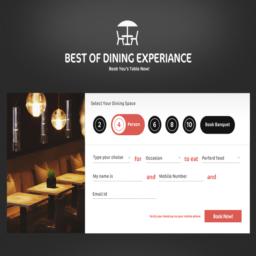 BEST OF DINING EXPERIANCE
Book You's Table Now!
Select Your Dining Space
2 4 Person 6 8 10 Book Banquet
Type your choice for Occasion to eat Perferd food
My name is and Mobile Number and
Email Id
Book Now!